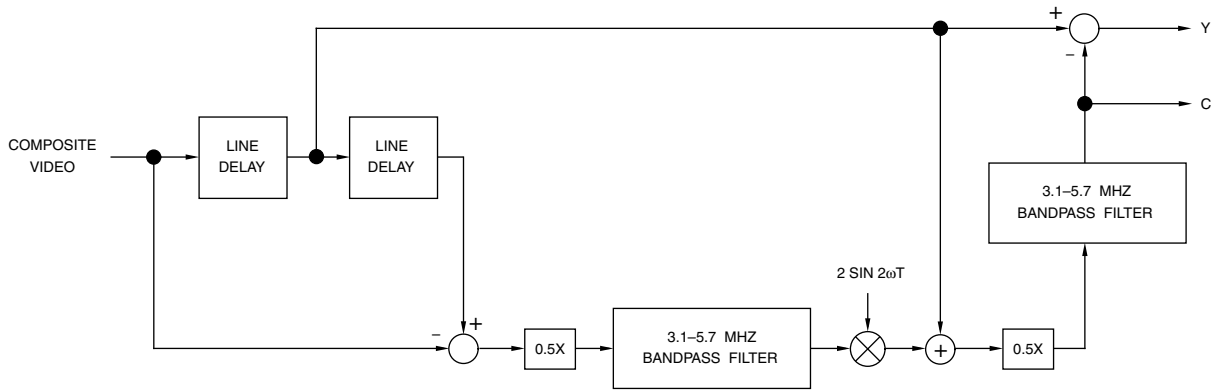 +
Y
–
C
COMPOSITE
VIDEO
LINE
DELAY
LINE
DELAY
3.1–5.7 MHZ
BANDPASS FILTER
2 SIN 2ωT
–
+
0.5X
3.1–5.7 MHZ
BANDPASS FILTER
+
0.5X